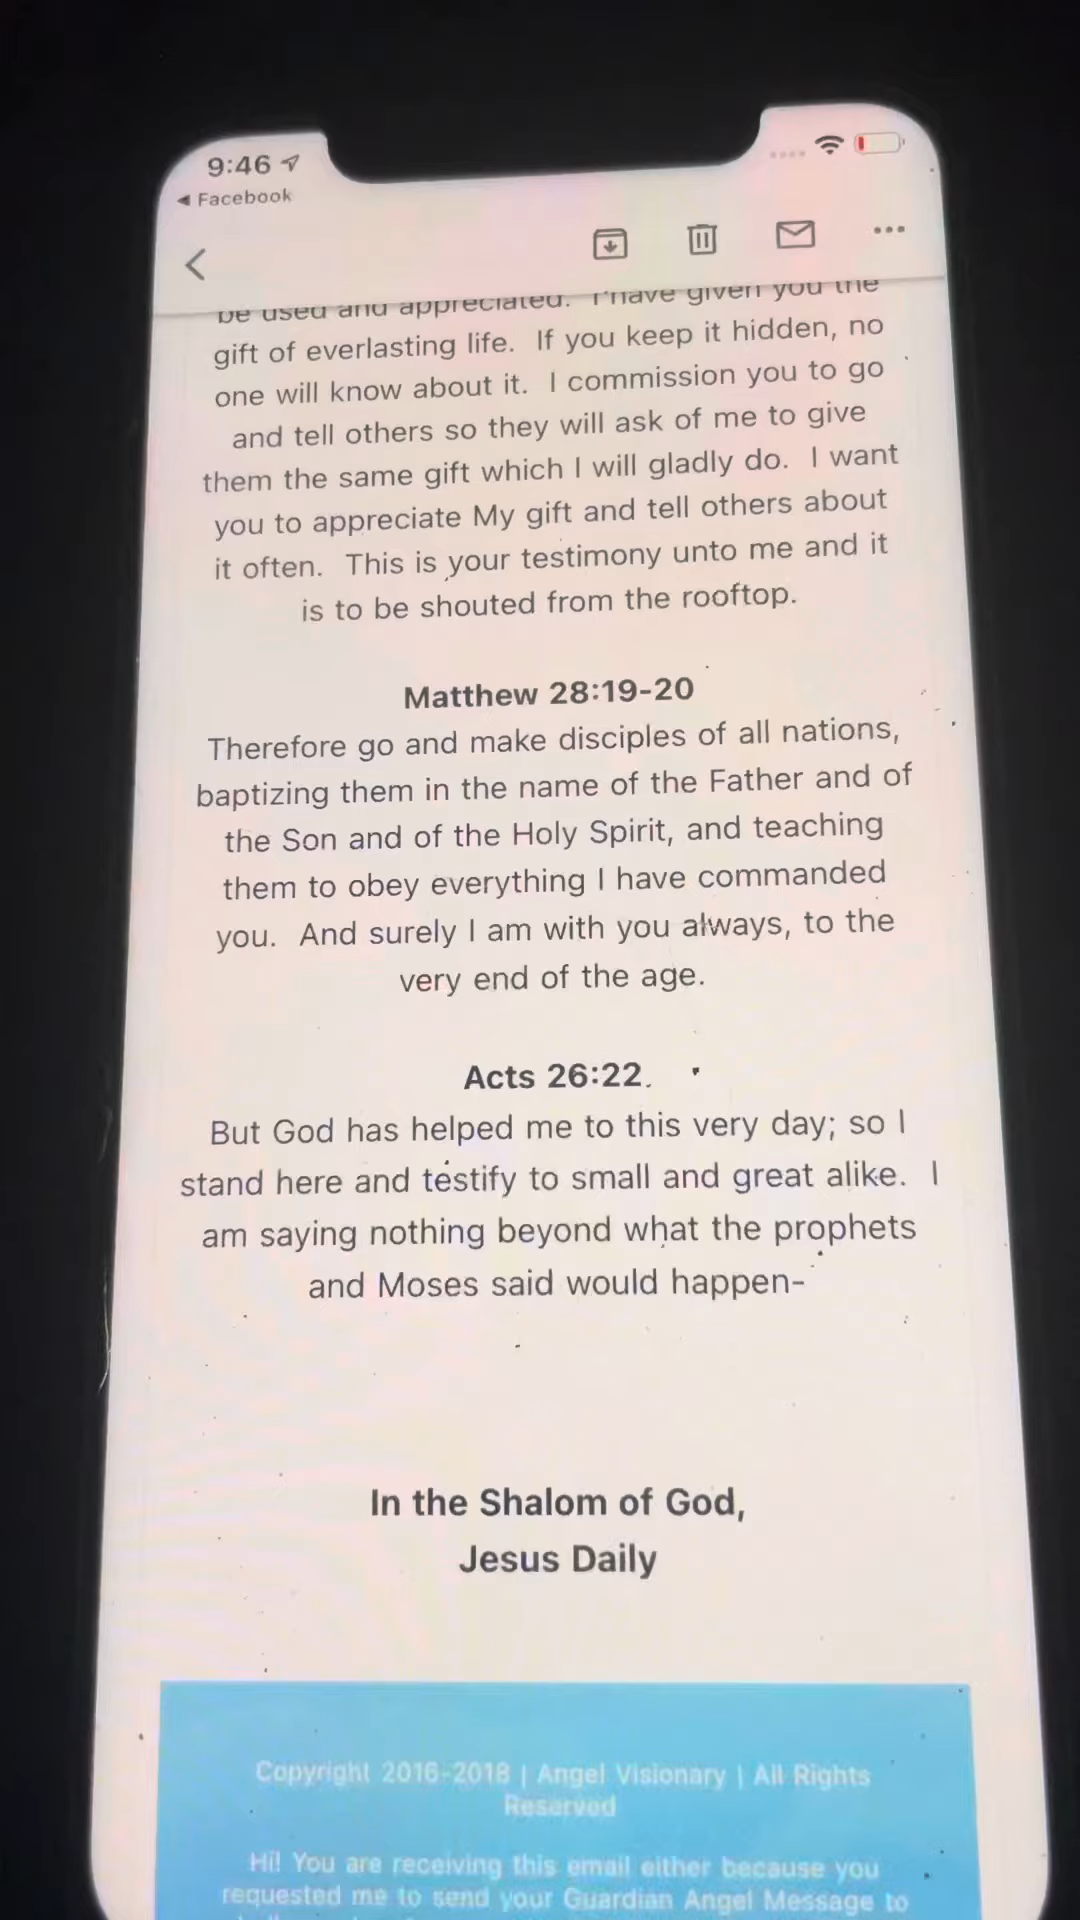 9:46
◀ Facebook
be used and appreciated.  I have given you the
gift of everlasting life.  If you keep it hidden, no
one will know about it.  I commission you to go
and tell others so they will ask of me to give
them the same gift which I will gladly do.  I want
you to appreciate My gift and tell others about
it often.  This is your testimony unto me and it
is to be shouted from the rooftop.
Matthew 28:19-20
Therefore go and make disciples of all nations,
baptizing them in the name of the Father and of
the Son and of the Holy Spirit, and teaching
them to obey everything I have commanded
you.  And surely I am with you always, to the
very end of the age.
Acts 26:22.
But God has helped me to this very day; so I
stand here and testify to small and great alike.  I
am saying nothing beyond what the prophets
and Moses said would happen-
In the Shalom of God,
Jesus Daily
Copyright 2016-2018 | Angel Visionary | All Rights
Reserved
Hi! You are receiving this email either because you
requested me to send your Guardian Angel Message to